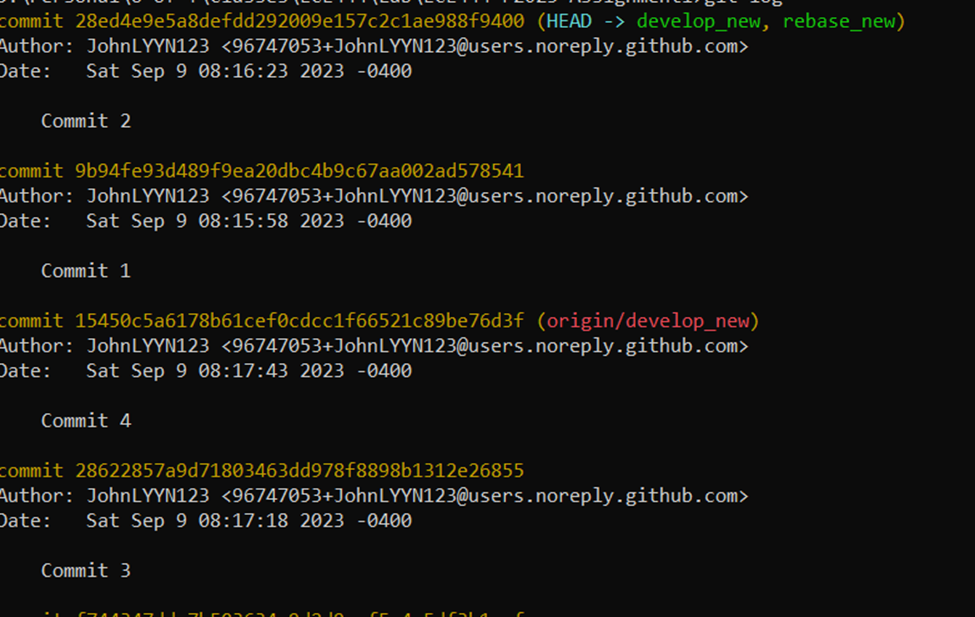 commit 28ed4e9e5a8defdd292009e157c2c1ae988f9400 (HEAD -> develop_new, rebase_new)
Author: JohnLYYN123 <96747053+JohnLYYN123@users.noreply.github.com>
Date: Sat Sep 9 08:16:23 2023 -0400
Commit 2
commit 9b94fe93d489f9ea20dbc4b9c67aa002ad578541
Author: JohnLYYN123 <96747053+JohnLYYN123@users.noreply.github.com>
Date: Sat Sep 9 08:15:58 2023 -0400
Commit 1
commit 15450c5a6178b61cef0cdcc1f66521c89be76d3f (origin/develop_new)
Author: JohnLYYN123 <96747053+JohnLYYN123@users.noreply.github.com>
Date: Sat Sep 9 08:17:43 2023 -0400
Commit 4
commit 28622857a9d71803463dd978f8898b1312e26855
Author: JohnLYYN123 <96747053+JohnLYYN123@users.noreply.github.com>
Date: Sat Sep 9 08:17:18 2023 -0400
Commit 3